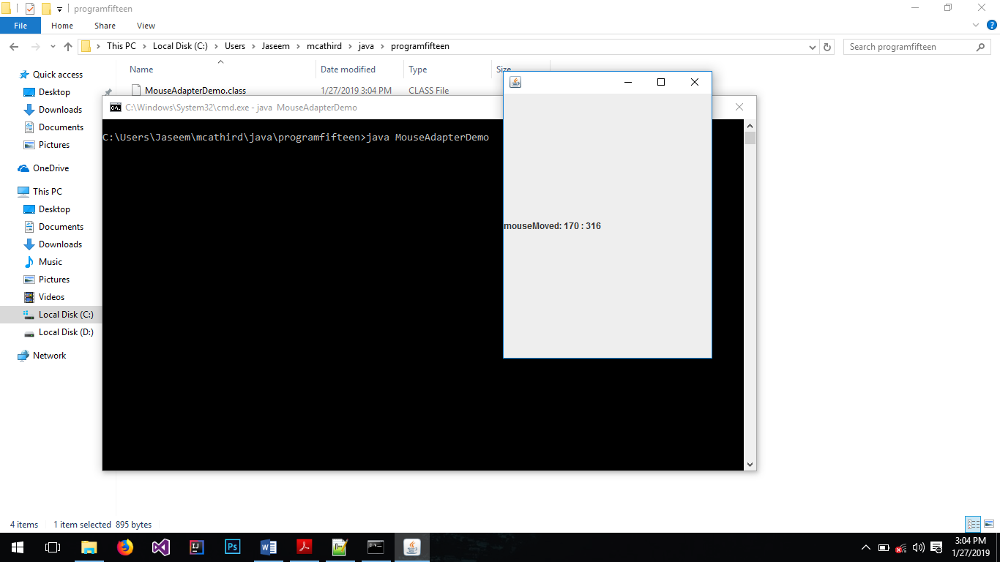 programfifteen
File Home Share View
This PC Local Disk (C:) Users Jaseem mcathird java programfifteen
Search programfifteen
Name Date modified Type Size
MouseAdapterDemo.class 1/27/2019 3:04 PM CLASS File
Quick access
Desktop
Downloads
Documents
Pictures
OneDrive
This PC
Desktop
Documents
Downloads
Music
Pictures
Videos
Local Disk (C:)
Local Disk (D:)
Network
C:\Windows\System32\cmd.exe - java MouseAdapterDemo
C:\Users\Jaseem\mcathird\java\programfifteen>java MouseAdapterDemo
mouseMoved: 170 : 316
4 items 1 item selected 895 bytes
3:04 PM
1/27/2019